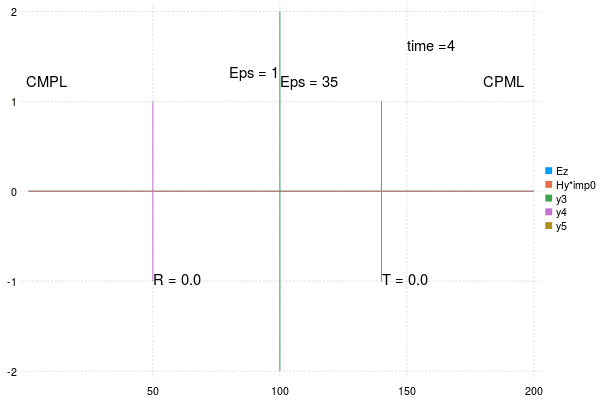 2
time =4
Eps = 1
Eps = 35
CMPL
CPML
1
Ez
Hy*imp0
0
y3
y4
y5
-1
R = 0.0
T = 0.0
-2
50
100
150
200